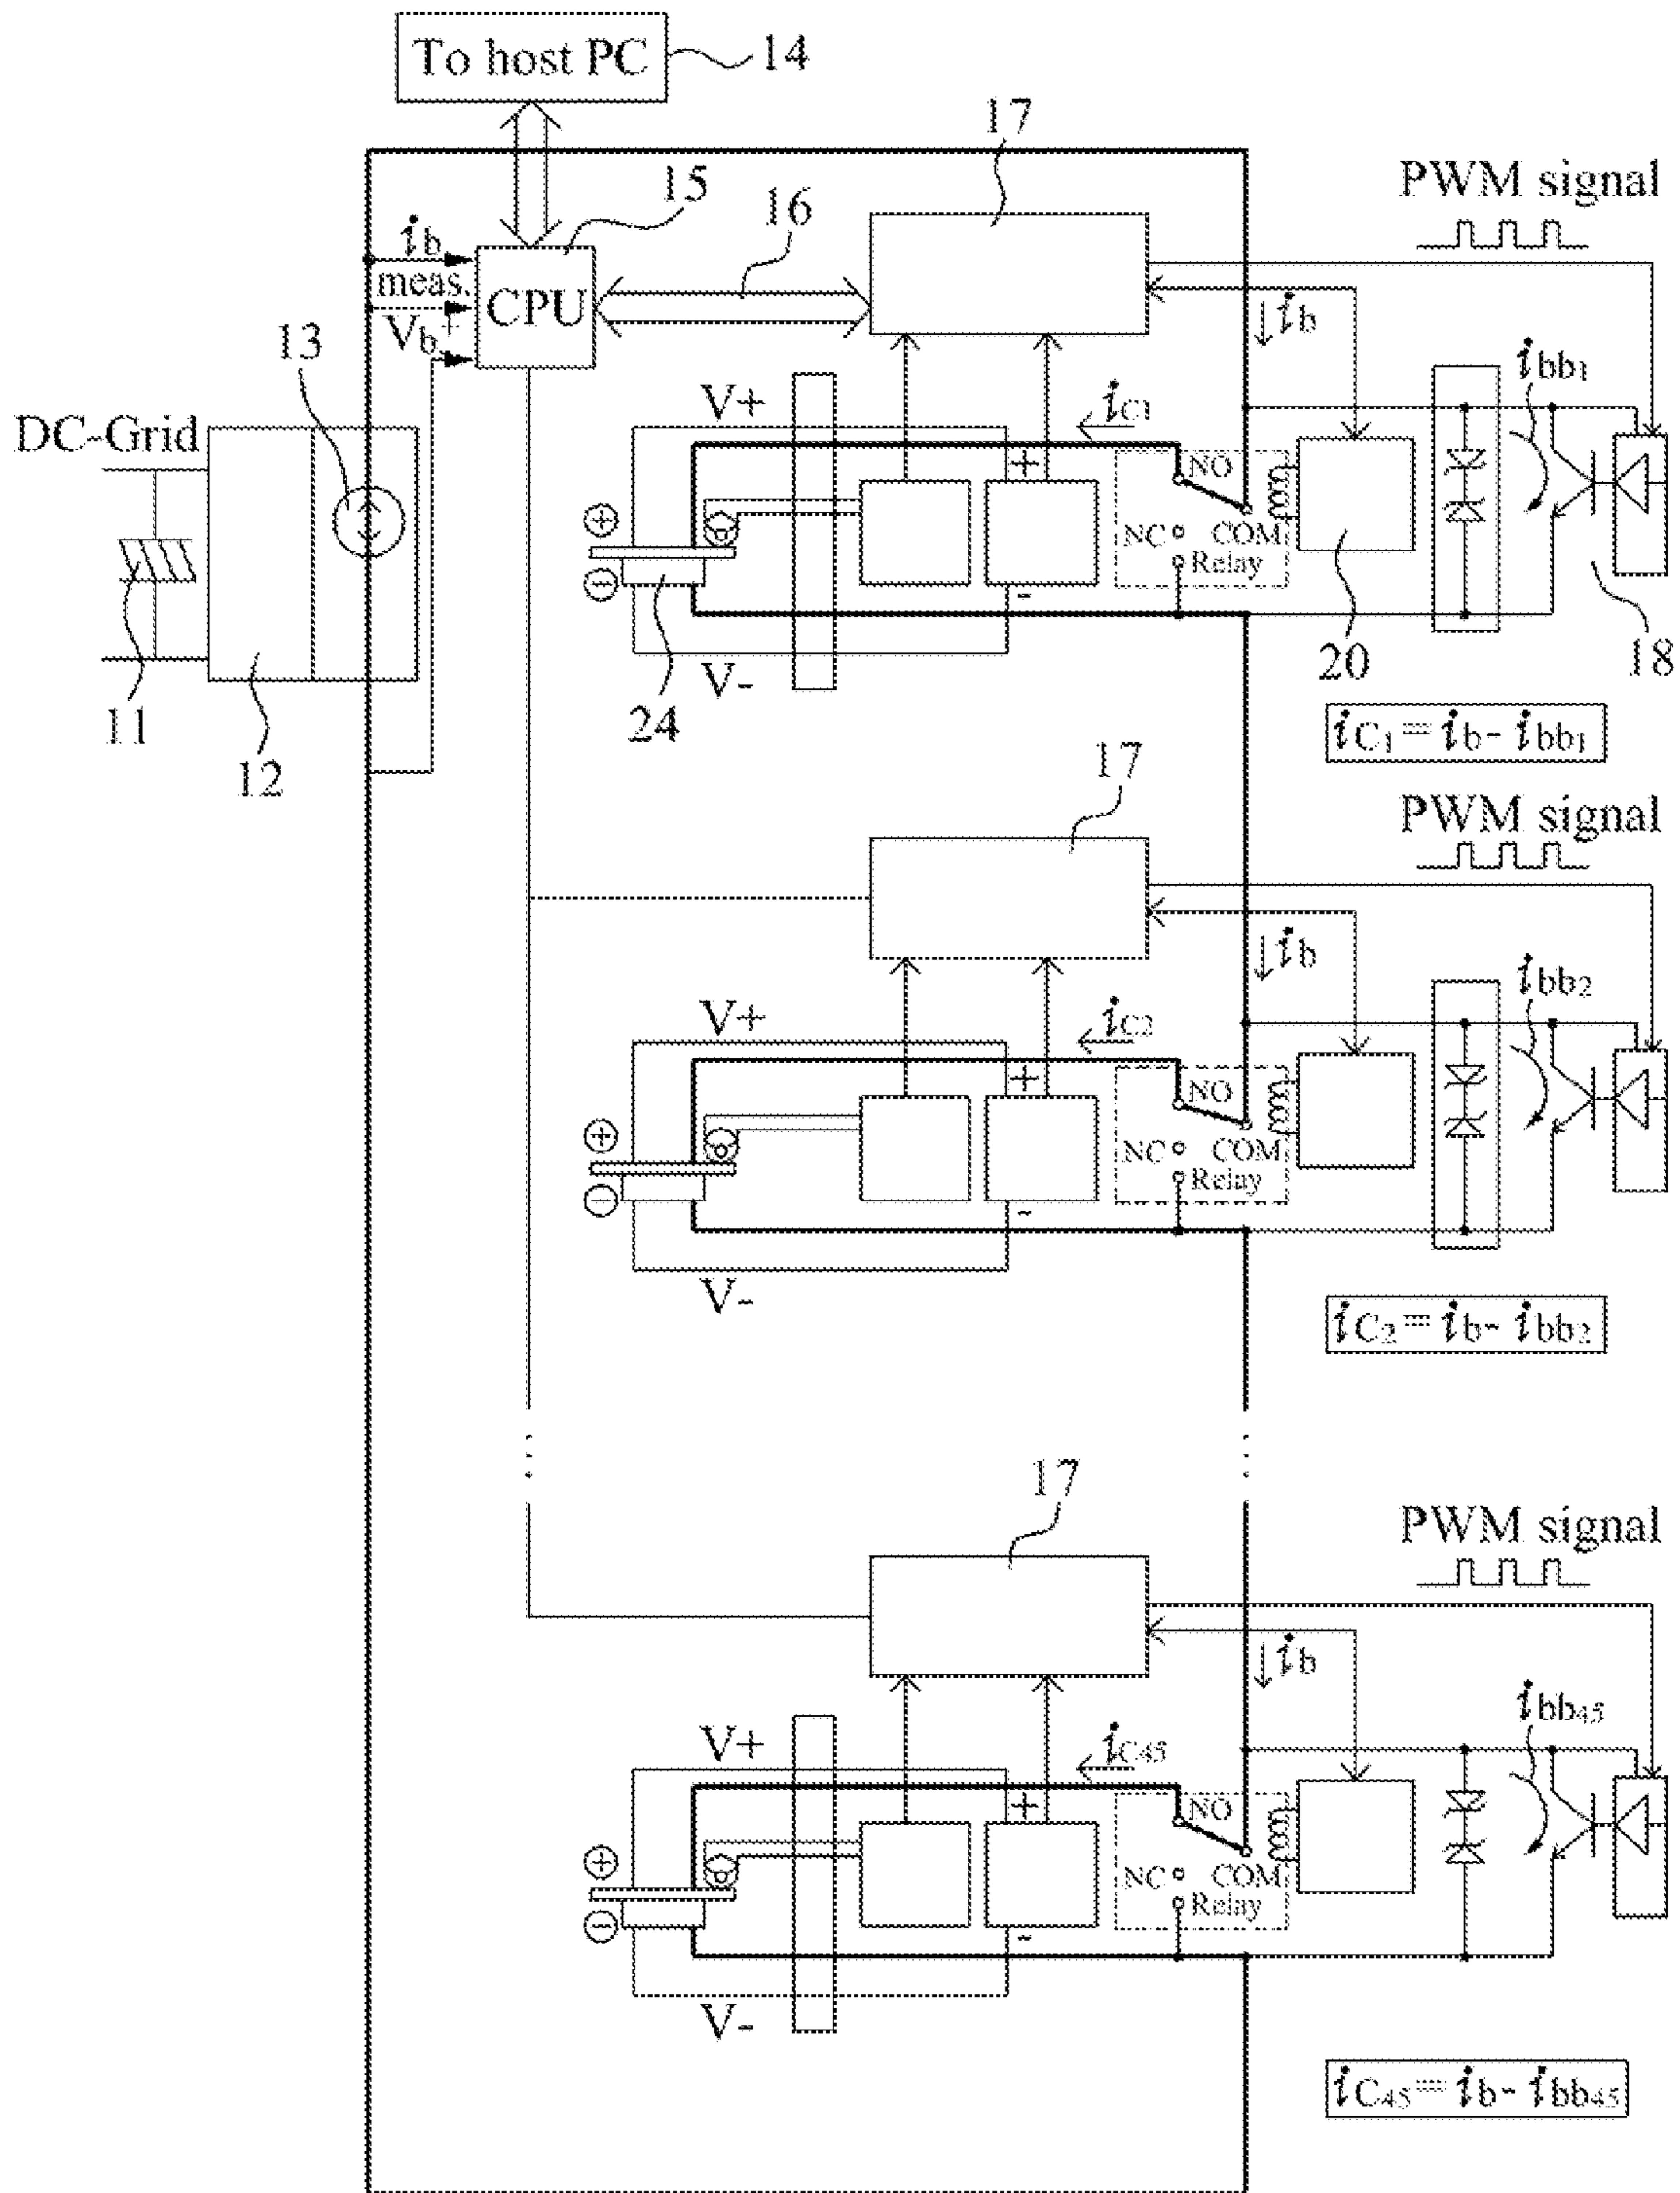 To host PC
14
17
PWM signal
15
16
ib
meas.
CPU
Vb
+
-
13
ib
ibb1
V+
iC1
DC-Grid
NO
+
NC
COM
Relay
-
+
-
V-
11
12
24
20
18
iC1 = ib - ibb1
17
PWM signal
ib
ibb2
V+
iC2
NO
+
NC
COM
Relay
-
+
-
V-
iC2 = ib - ibb2
17
PWM signal
ib
ibb45
V+
iC45
NO
+
NC
COM
Relay
-
+
-
V-
iC45 = ib - ibb45